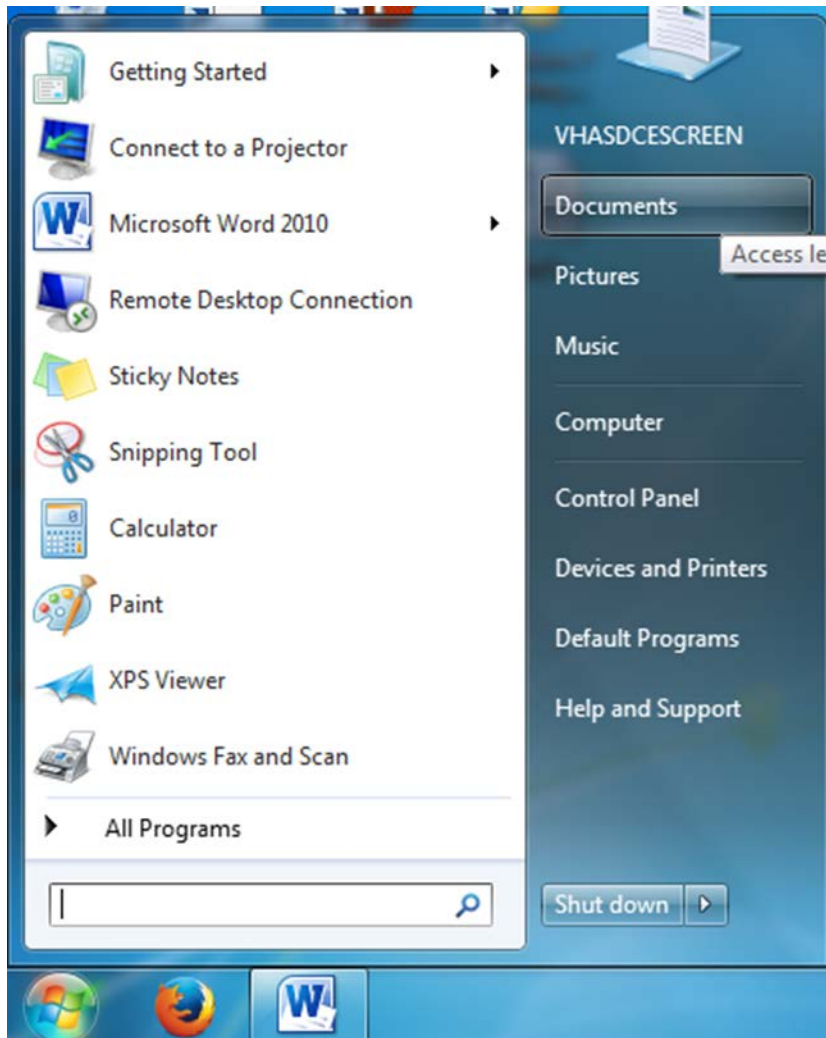 Getting Started
Connect to a Projector
Microsoft Word 2010
Remote Desktop Connection
Sticky Notes
Snipping Tool
Calculator
Paint
XPS Viewer
Windows Fax and Scan
All Programs
VHASDCESCREEN
Documents
Access le
Pictures
Music
Computer
Control Panel
Devices and Printers
Default Programs
Help and Support
Shut down